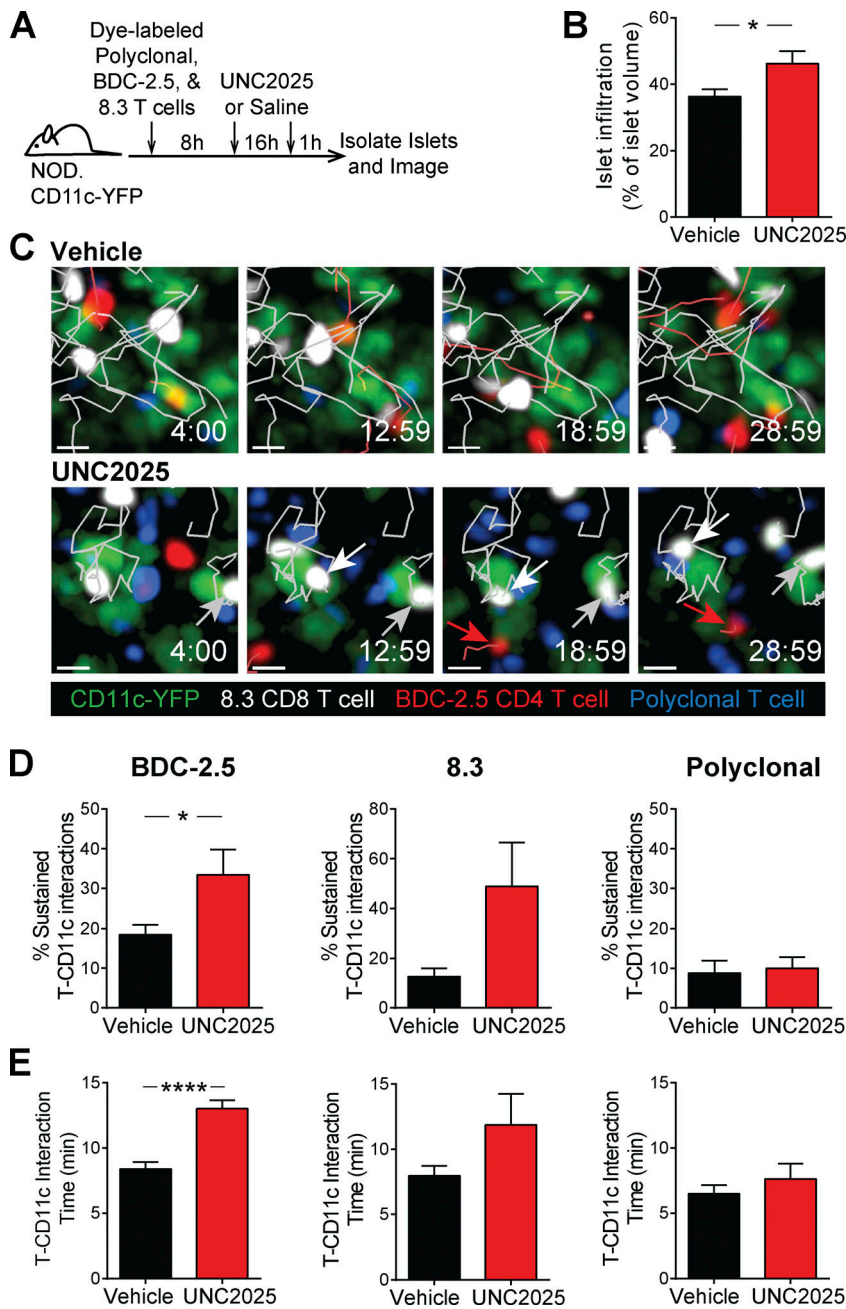 A
Dye-labeled
Polyclonal,
BDC-2.5, &
8.3 T cells
UNC2025
or Saline
8h
16h
1h
Isolate Islets
and Image
NOD.
CD11c-YFP
B
Islet infiltration
(% of islet volume)
60
40
20
0
*
Vehicle
UNC2025
C
Vehicle
4:00
12:59
18:59
28:59
UNC2025
4:00
12:59
18:59
28:59
CD11c-YFP 8.3 CD8 T cell BDC-2.5 CD4 T cell Polyclonal T cell
D
BDC-2.5
% Sustained
T-CD11c interactions
50
40
30
20
10
0
*
Vehicle UNC2025
8.3
% Sustained
T-CD11c interactions
80
60
40
20
0
Vehicle UNC2025
Polyclonal
% Sustained
T-CD11c interactions
50
40
30
20
10
0
Vehicle UNC2025
E
T-CD11c Interaction
Time (min)
15
10
5
0
****
Vehicle UNC2025
T-CD11c Interaction
Time (min)
15
10
5
0
Vehicle UNC2025
T-CD11c Interaction
Time (min)
15
10
5
0
Vehicle UNC2025